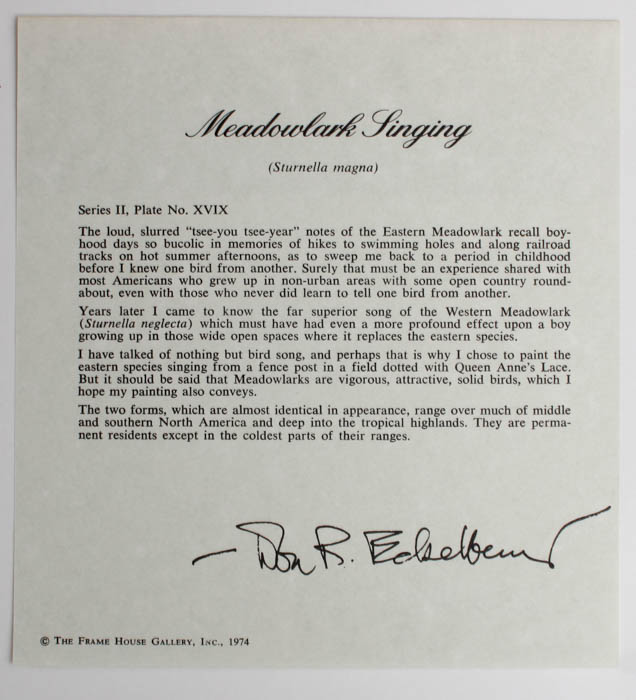 Meadowlark Singing
(Sturnella magna)
Series II, Plate No. XVIX
The loud, slurred "tsee-you tsee-year" notes of the Eastern Meadowlark recall boy-
hood days so bucolic in memories of hikes to swimming holes and along railroad
tracks on hot summer afternoons, as to sweep me back to a period in childhood
before I knew one bird from another. Surely that must be an experience shared with
most Americans who grew up in non-urban areas with some open country round-
about, even with those who never did learn to tell one bird from another.
Years later I came to know the far superior song of the Western Meadowlark
(Sturnella neglecta) which must have had even a more profound effect upon a boy
growing up in those wide open spaces where it replaces the eastern species.
I have talked of nothing but bird song, and perhaps that is why I chose to paint the
eastern species singing from a fence post in a field dotted with Queen Anne's Lace.
But it should be said that Meadowlarks are vigorous, attractive, solid birds, which I
hope my painting also conveys.
The two forms, which are almost identical in appearance, range over much of middle
and southern North America and deep into the tropical highlands. They are perma-
nent residents except in the coldest parts of their ranges.
— Don R. Eckelberry
© The Frame House Gallery, Inc., 1974